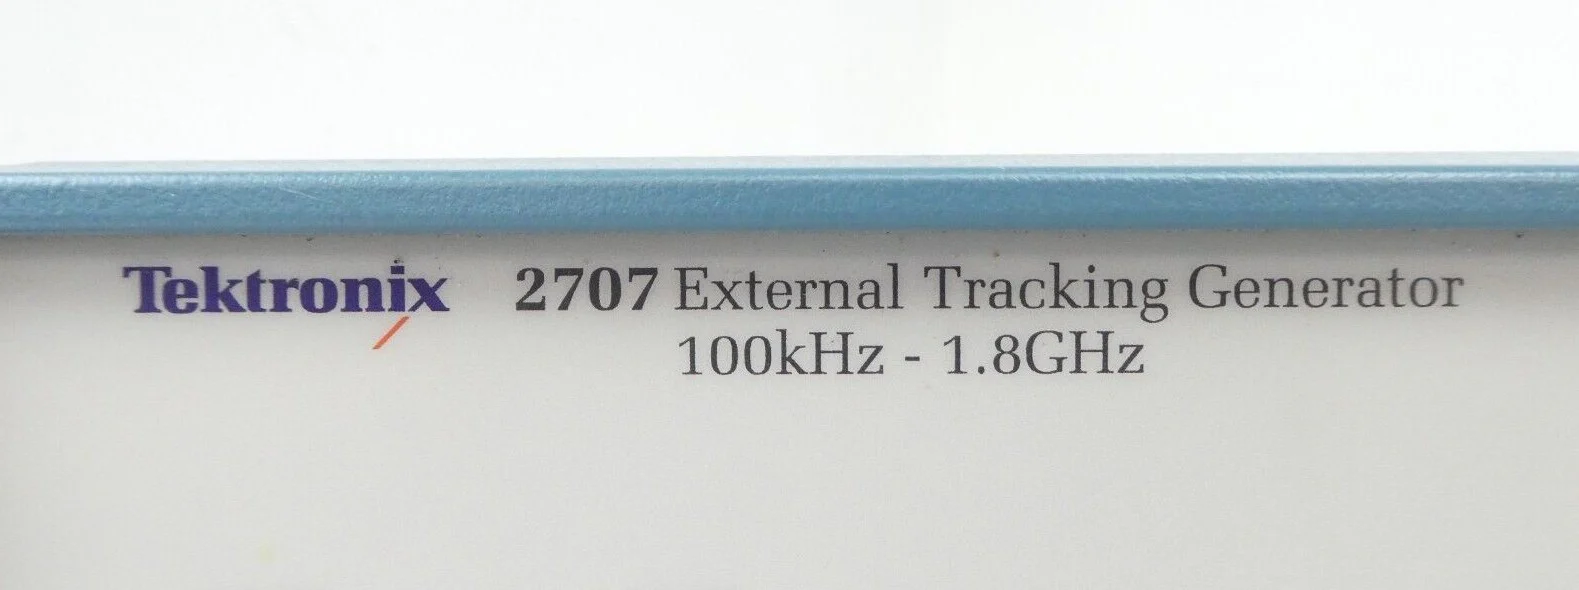 Tektronix 2707 External Tracking Generator
100kHz - 1.8GHz